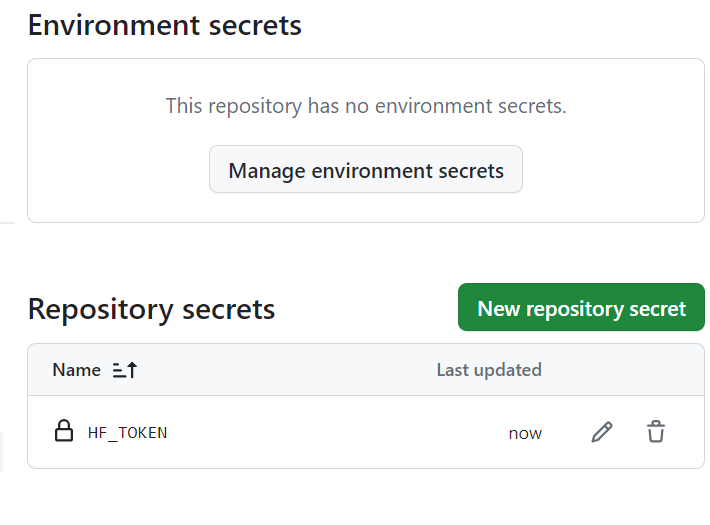 Environment secrets
This repository has no environment secrets.
Manage environment secrets
Repository secrets
New repository secret
Name
Last updated
HF_TOKEN
now